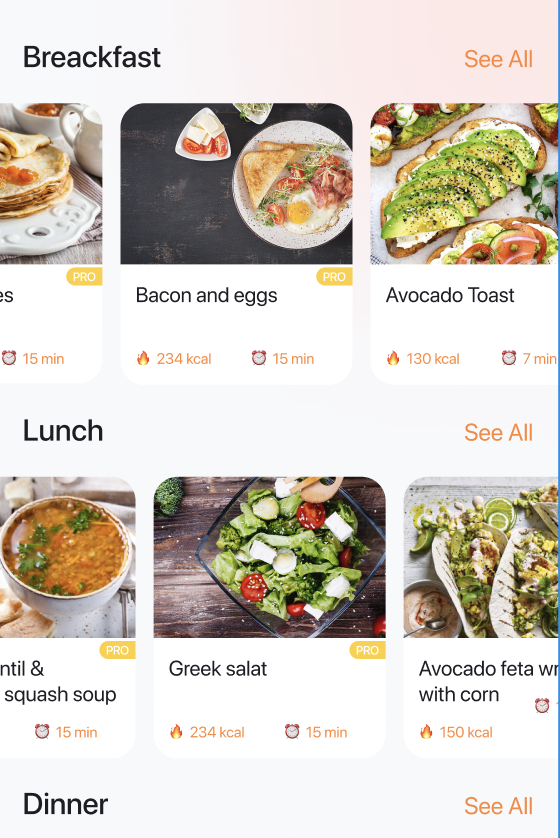 Breackfast
See All
PRO
PRO
es
Bacon and eggs
Avocado Toast
15 min
234 kcal
15 min
130 kcal
7 min
Lunch
See All
PRO
PRO
ntil &
squash soup
Greek salat
Avocado feta wr
with corn
15 min
234 kcal
15 min
150 kcal
Dinner
See All